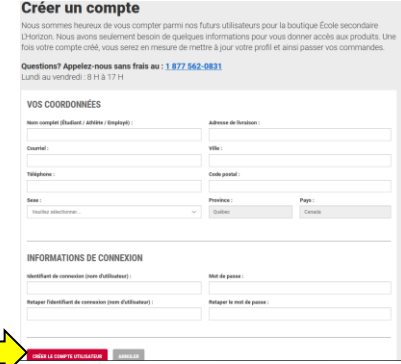 Créer un compte
Nous sommes heureux de vous compter parmi nos futurs utilisateurs pour la boutique École secondaire
L'Horizon. Nous avons seulement besoin de quelques informations pour vous donner accès aux produits. Une
fois votre compte créé, vous serez en mesure de mettre à jour votre profil et ainsi passer vos commandes.
Questions? Appelez-nous sans frais au : 1 877 562-0831
Lundi au vendredi : 8 H à 17 H
VOS COORDONNÉES
Nom complet (Étudiant / Athlète / Employé) :
Adresse de livraison :
Courriel :
Ville :
Téléphone :
Code postal :
Sexe :
Province :
Pays :
Veuillez sélectionner...
Québec
Canada
INFORMATIONS DE CONNEXION
Identifiant de connexion (nom d'utilisateur) :
Mot de passe :
Retaper l'identifiant de connexion (nom d'utilisateur) :
Retaper le mot de passe :
CRÉER LE COMPTE UTILISATEUR
ANNULER